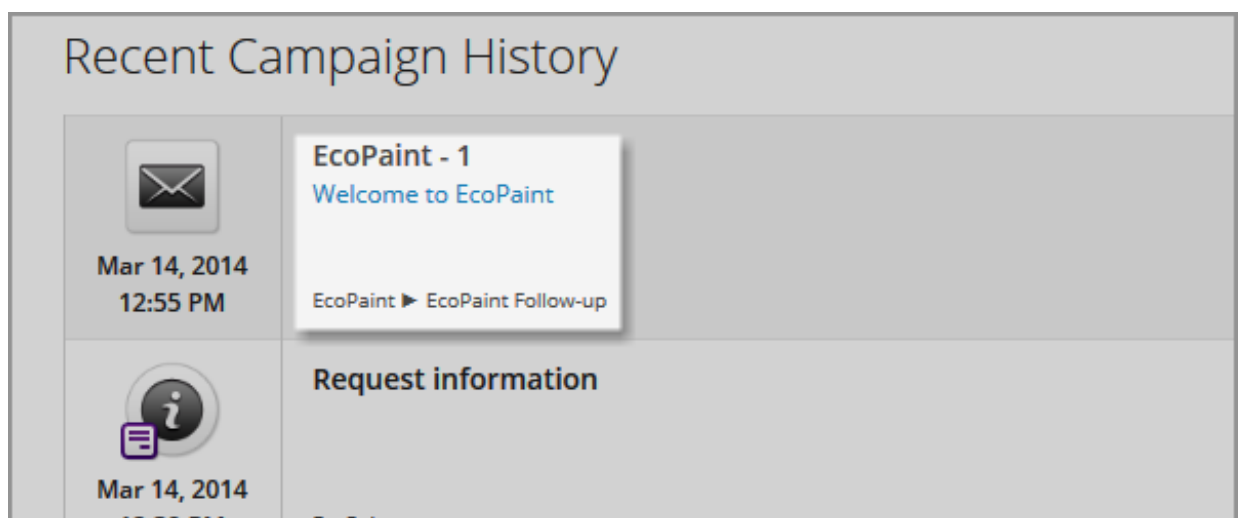 Recent Campaign History
EcoPaint - 1
Welcome to EcoPaint
Mar 14, 2014
12:55 PM
EcoPaint ► EcoPaint Follow-up
Request information
Mar 14, 2014